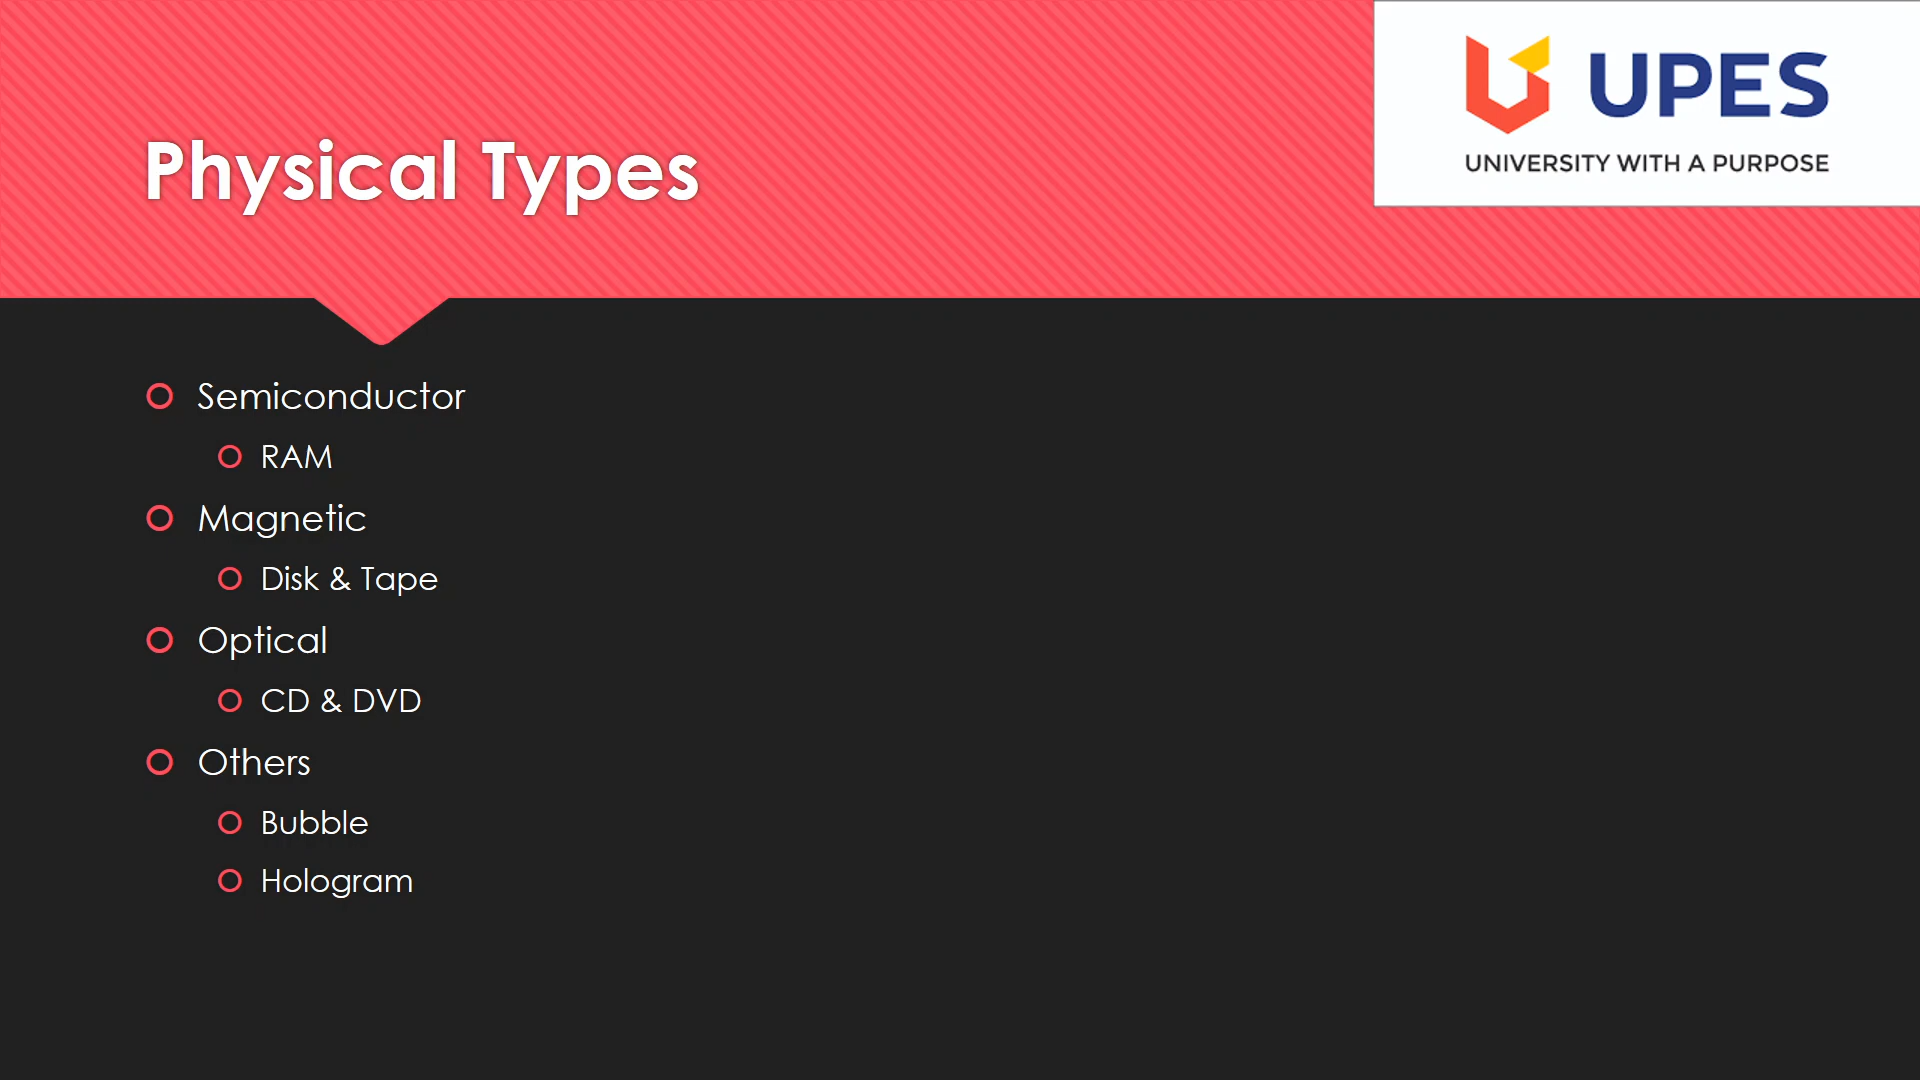 UPES
UNIVERSITY WITH A PURPOSE
Physical Types
Semiconductor
RAM
Magnetic
Disk & Tape
Optical
CD & DVD
Others
Bubble
Hologram